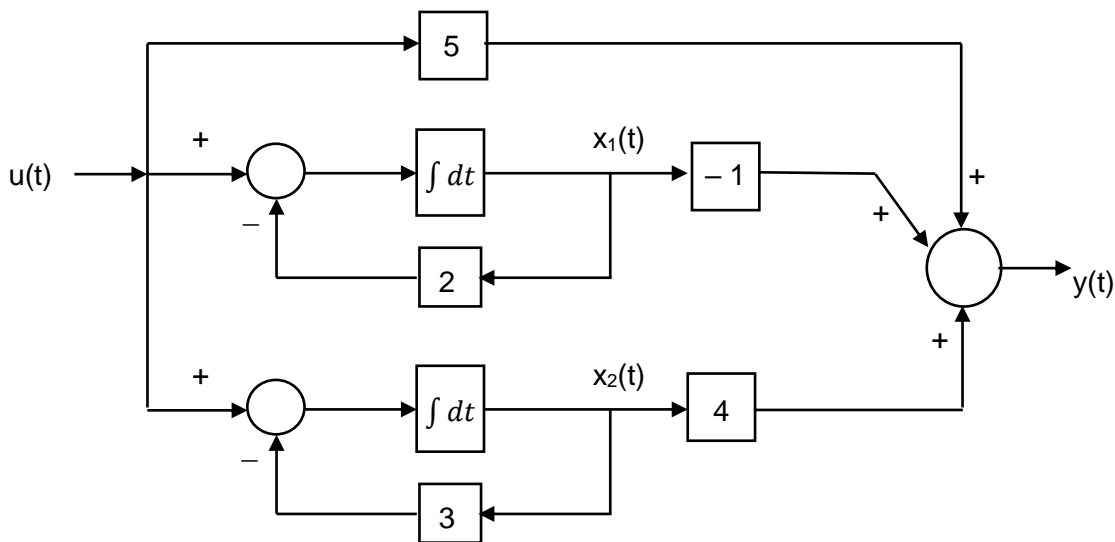 5
+
x₁(t)
u(t)
∫ dt
– 1
+
–
+
2
y(t)
+
+
x₂(t)
∫ dt
4
–
3